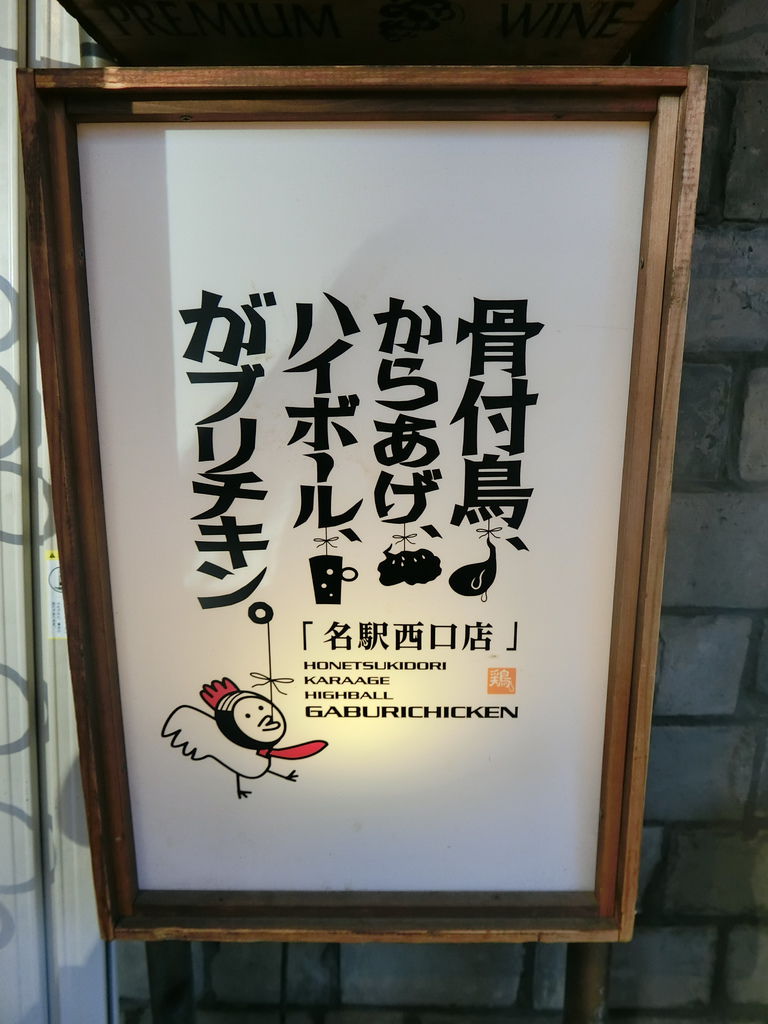 PREMIUM WINE
骨付鳥、
からあげ、
ハイボール、
がブリチキン。
「名駅西口店」
HONETSUKIDORI
KARAAGE
HIGHBALL
GABURICHICKEN
鶏